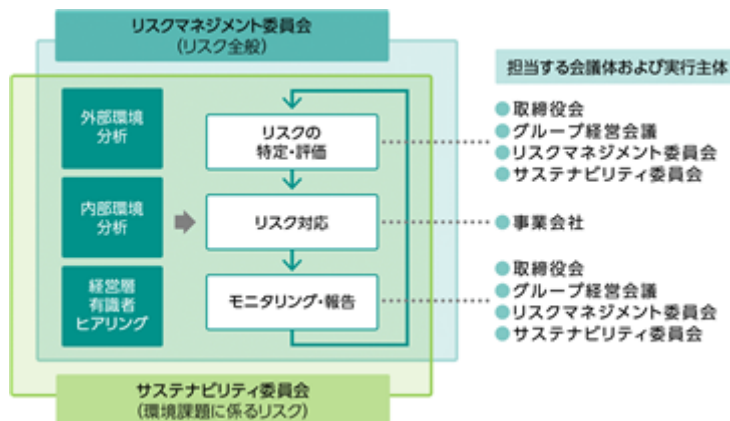 リスクマネジメント委員会
(リスク全般)
外部環境
分析
内部環境
分析
経営層
有識者
ヒアリング
リスクの
特定・評価
リスク対応
モニタリング・報告
サステナビリティ委員会
(環境課題に係るリスク)
担当する会議体および実行主体
●取締役会
●グループ経営会議
●リスクマネジメント委員会
●サステナビリティ委員会
●事業会社
●取締役会
●グループ経営会議
●リスクマネジメント委員会
●サステナビリティ委員会